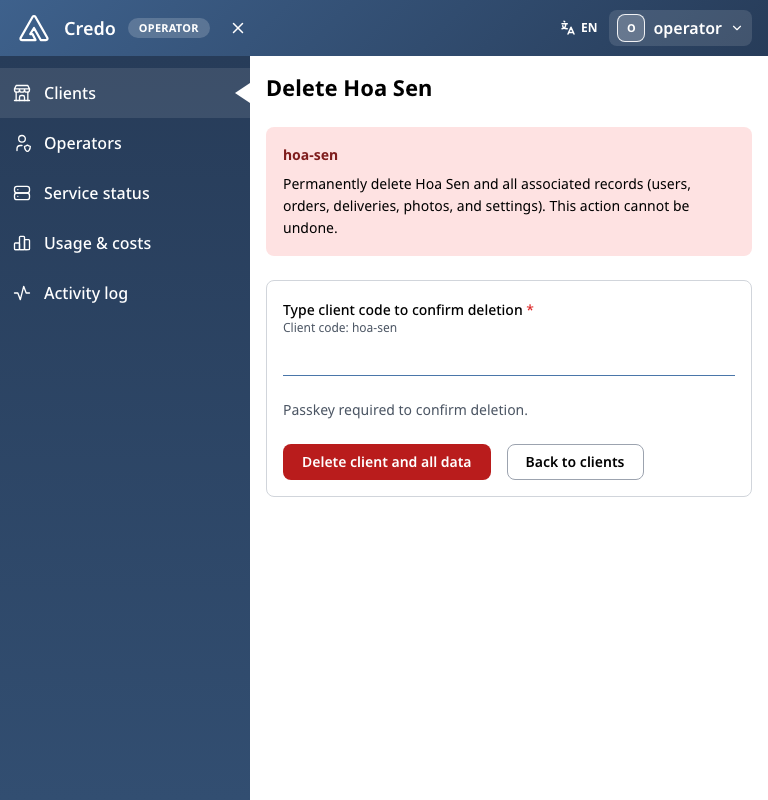 Credo
OPERATOR
EN
O
operator
Clients
Operators
Service status
Usage & costs
Activity log
Delete Hoa Sen
hoa-sen
Permanently delete Hoa Sen and all associated records (users,
orders, deliveries, photos, and settings). This action cannot be
undone.
Type client code to confirm deletion *
Client code: hoa-sen
Passkey required to confirm deletion.
Delete client and all data
Back to clients